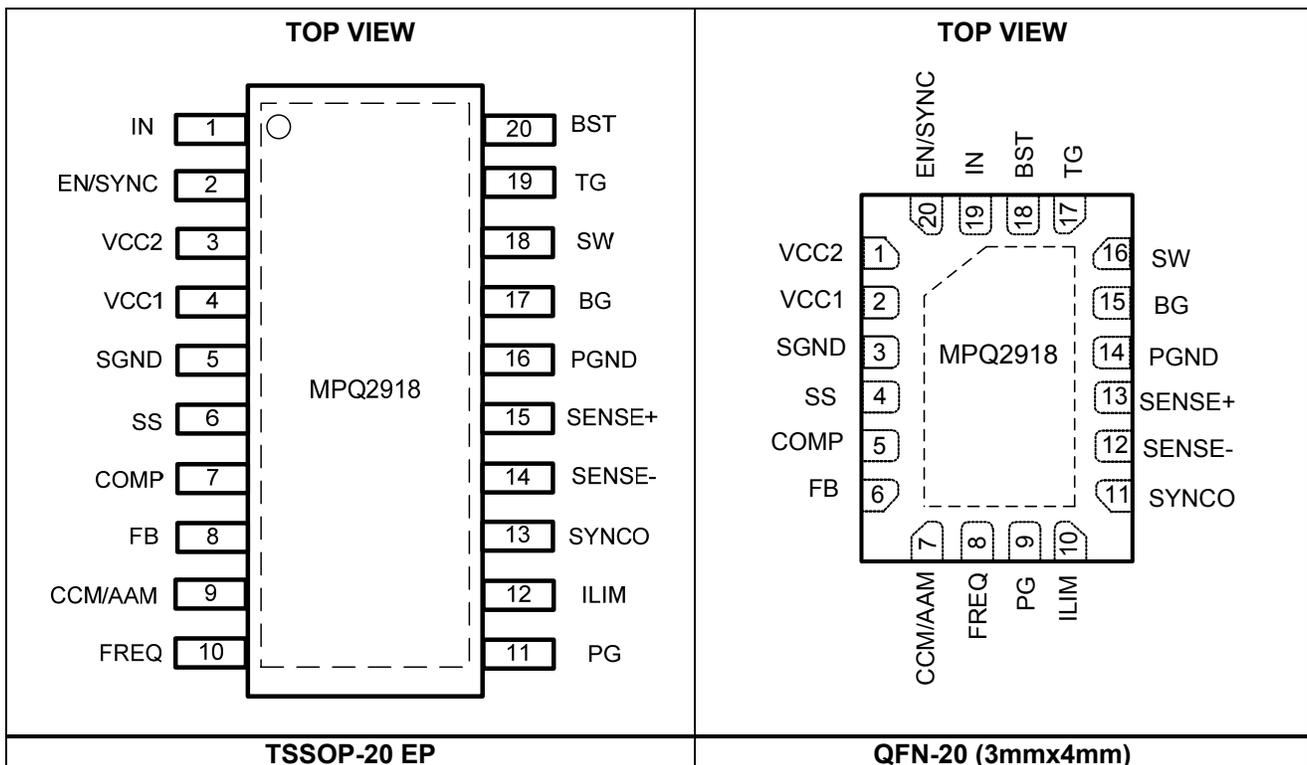 TOP VIEW
IN 1
EN/SYNC 2
VCC2 3
VCC1 4
SGND 5
SS 6
COMP 7
FB 8
CCM/AAM 9
FREQ 10
MPQ2918
20 BST
19 TG
18 SW
17 BG
16 PGND
15 SENSE+
14 SENSE-
13 SYNCO
12 ILIM
11 PG
TSSOP-20 EP
TOP VIEW
EN/SYNC
20
IN
19
BST
18
TG
17
VCC2 1
VCC1 2
SGND 3
SS 4
COMP 5
FB 6
MPQ2918
16 SW
15 BG
14 PGND
13 SENSE+
12 SENSE-
11 SYNCO
7
CCM/AAM
8
FREQ
9
PG
10
ILIM
QFN-20 (3mmx4mm)